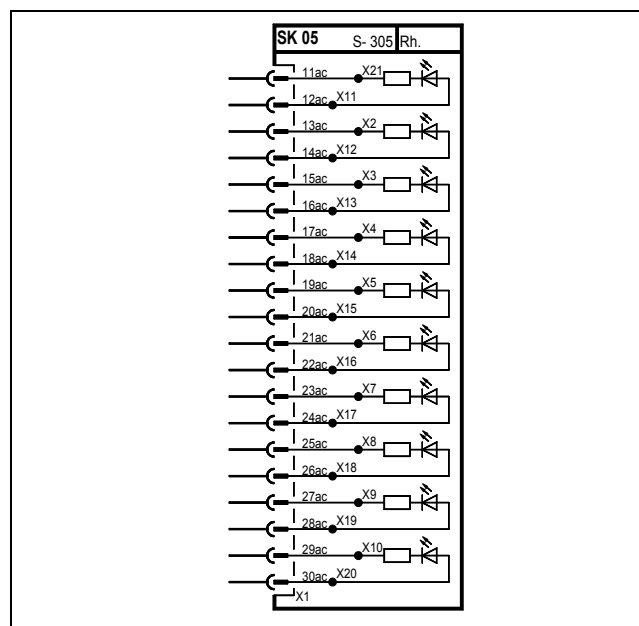 SK 05 S- 305 Rh.
11ac X21
12ac X11
13ac X2
14ac X12
15ac X3
16ac X13
17ac X4
18ac X14
19ac X5
20ac X15
21ac X6
22ac X16
23ac X7
24ac X17
25ac X8
26ac X18
27ac X9
28ac X19
29ac X10
30ac X20
X1